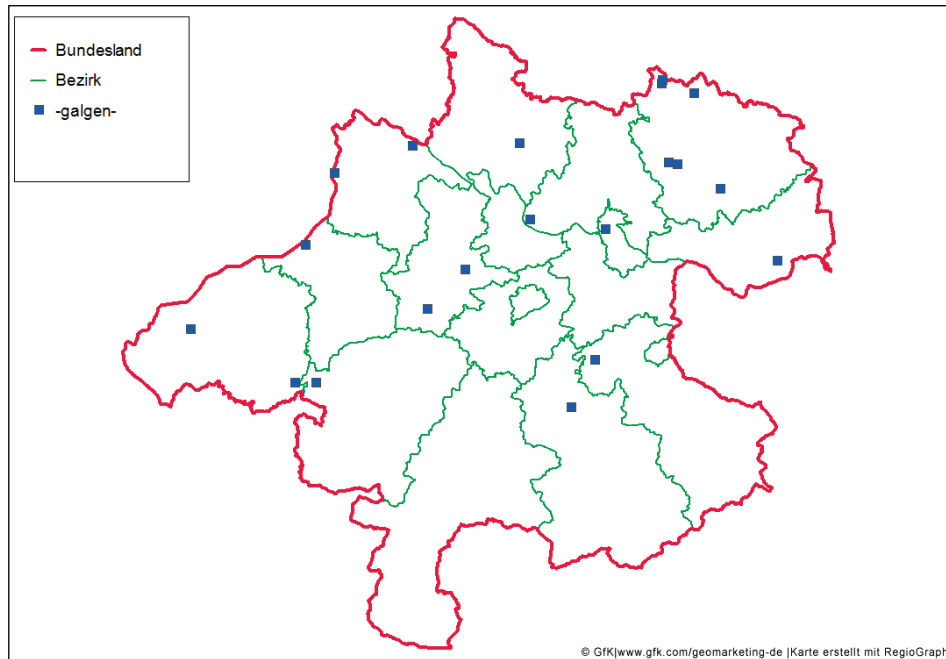 Bundesland
Bezirk
-galgen-
© GfK|www.gfk.com/geomarketing-de |Karte erstellt mit RegioGraph